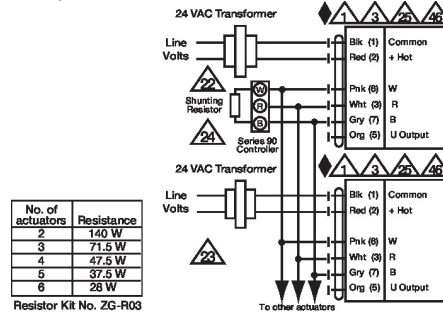 24 VAC Transformer
1 3 25 46
Line
Volts
Blk (1) Common
Red (2) + Hot
22
Pnk (6) W
Shunting
Resistor
W
R
B
Wht (3) R
Gry (7) B
Org (5) U Output
24
Series 90
Controller
24 VAC Transformer
1 3 25 46
Line
Volts
Blk (1) Common
Red (2) + Hot
23
Pnk (6) W
Wht (3) R
Gry (7) B
Org (5) U Output
To other actuators
No. of
actuators Resistance
2 140 W
3 71.5 W
4 47.5 W
5 37.5 W
6 28 W
Resistor Kit No. ZG-R03